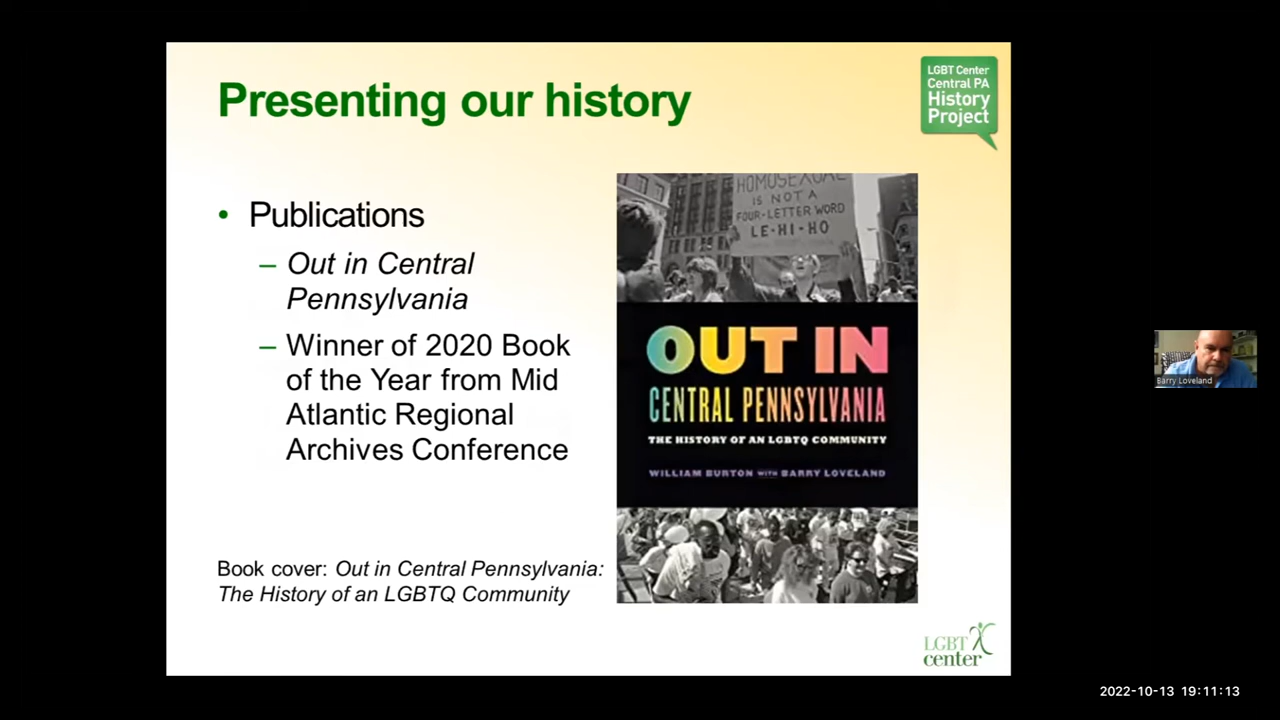 Presenting our history
LGBT Center
Central PA
History
Project
• Publications
– Out in Central
Pennsylvania
– Winner of 2020 Book
of the Year from Mid
Atlantic Regional
Archives Conference
HOMOSEXUAL
IS NOT A
FOUR-LETTER WORD
LE-HI-HO
OUT IN
CENTRAL PENNSYLVANIA
THE HISTORY OF AN LGBTQ COMMUNITY
WILLIAM BURTON WITH BARRY LOVELAND
Book cover: Out in Central Pennsylvania:
The History of an LGBTQ Community
LGBT
center
Barry Loveland
2022-10-13 19:11:13